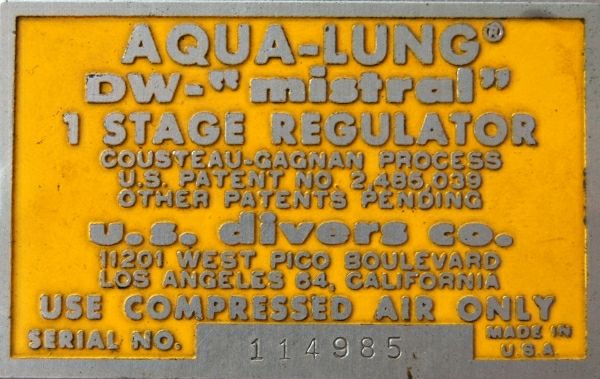 AQUA-LUNG®
DW-"mistral"
1 STAGE REGULATOR
COUSTEAU-GAGNAN PROCESS
U.S. PATENT NO. 2,485,039
OTHER PATENTS PENDING
u.s. divers co.
11201 WEST PICO BOULEVARD
LOS ANGELES 64, CALIFORNIA
USE COMPRESSED AIR ONLY
SERIAL NO. 114985 MADE IN
U.S.A.